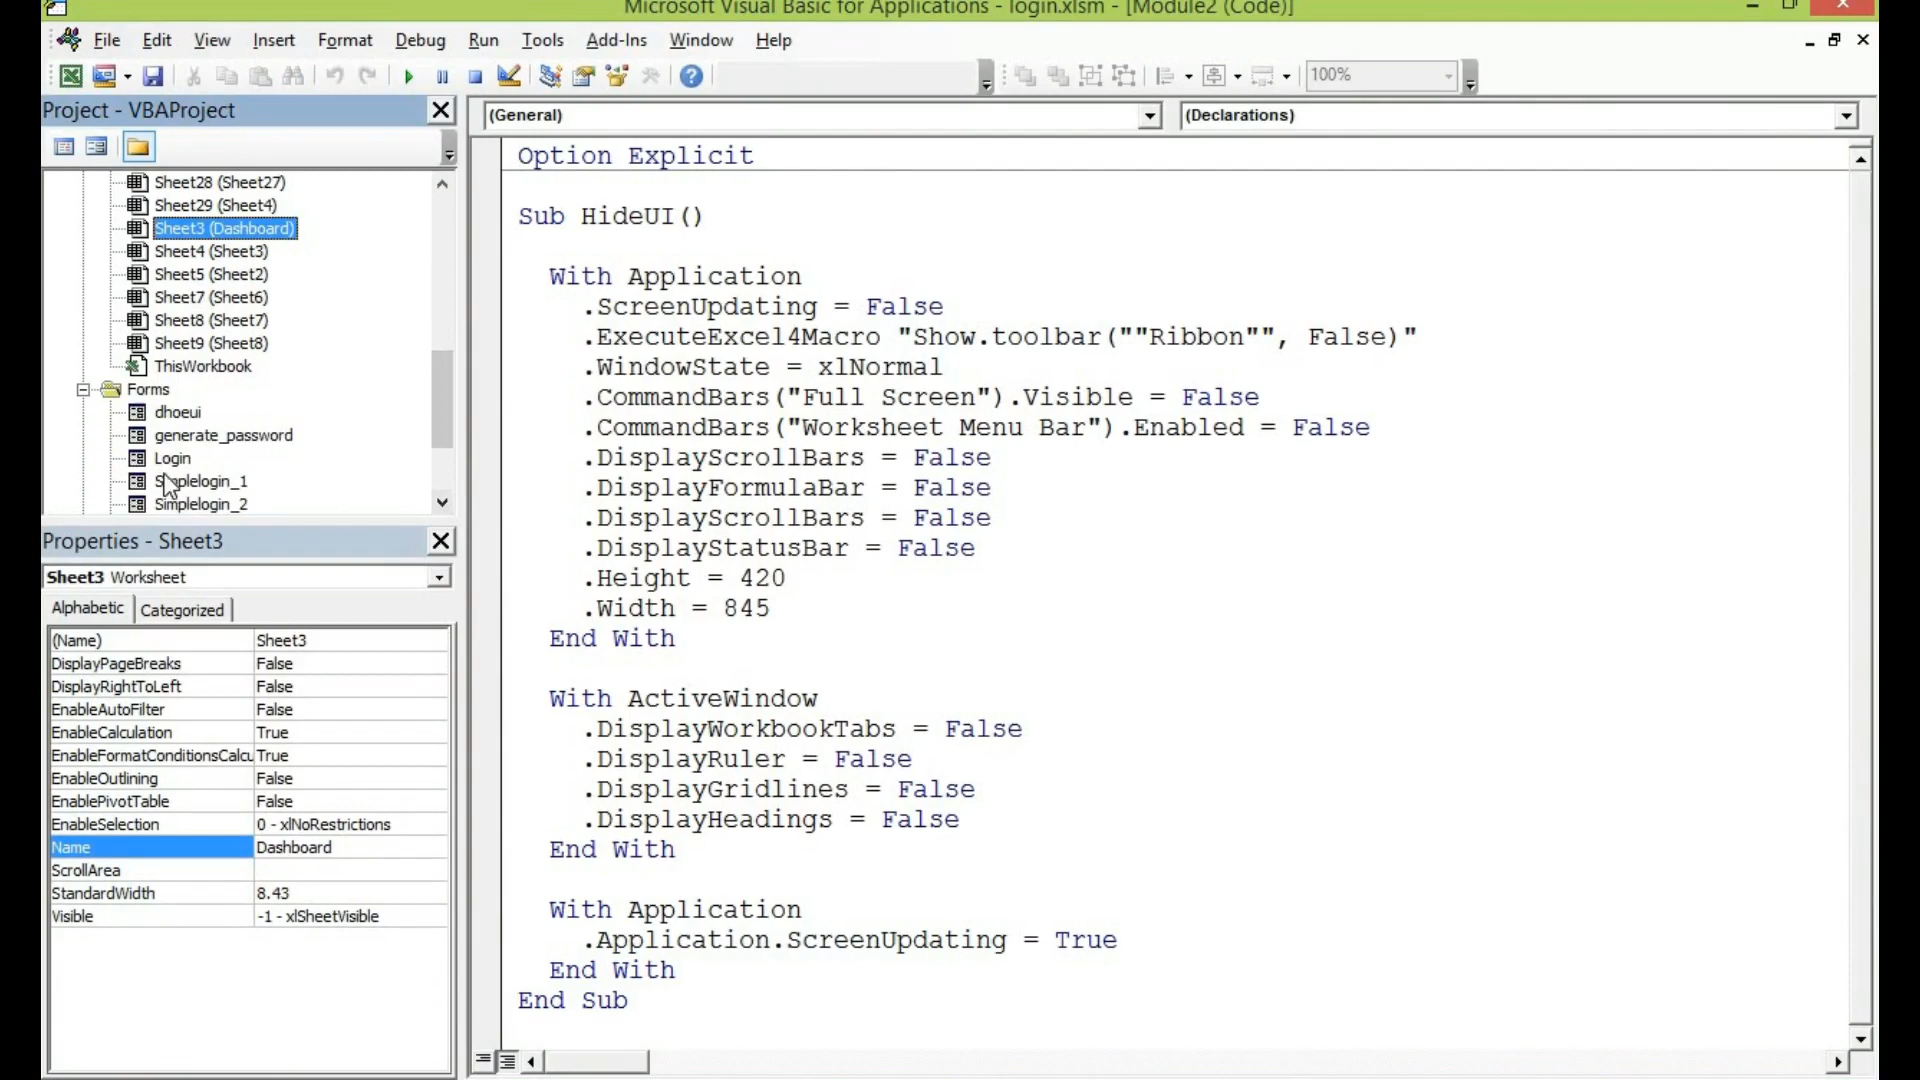 Microsoft Visual Basic for Applications - login.xlsm - [Module2 (Code)]
File Edit View Insert Format Debug Run Tools Add-Ins Window Help
100%
Project - VBAProject
(General)
(Declarations)
Sheet28 (Sheet27)
Sheet29 (Sheet4)
Sheet3 (Dashboard)
Sheet4 (Sheet3)
Sheet5 (Sheet2)
Sheet7 (Sheet6)
Sheet8 (Sheet7)
Sheet9 (Sheet8)
ThisWorkbook
Forms
dhoeui
generate_password
Login
Simplelogin_1
Simplelogin_2
Properties - Sheet3
Sheet3 Worksheet
Alphabetic Categorized
(Name) Sheet3
DisplayPageBreaks False
DisplayRightToLeft False
EnableAutoFilter False
EnableCalculation True
EnableFormatConditionsCalcu True
EnableOutlining False
EnablePivotTable False
EnableSelection 0 - xlNoRestrictions
Name Dashboard
ScrollArea
StandardWidth 8.43
Visible -1 - xlSheetVisible
Option Explicit
Sub HideUI()
With Application
.ScreenUpdating = False
.ExecuteExcel4Macro "Show.toolbar(""Ribbon"", False)"
.WindowState = xlNormal
.CommandBars("Full Screen").Visible = False
.CommandBars("Worksheet Menu Bar").Enabled = False
.DisplayScrollBars = False
.DisplayFormulaBar = False
.DisplayScrollBars = False
.DisplayStatusBar = False
.Height = 420
.Width = 845
End With
With ActiveWindow
.DisplayWorkbookTabs = False
.DisplayRuler = False
.DisplayGridlines = False
.DisplayHeadings = False
End With
With Application
.Application.ScreenUpdating = True
End With
End Sub